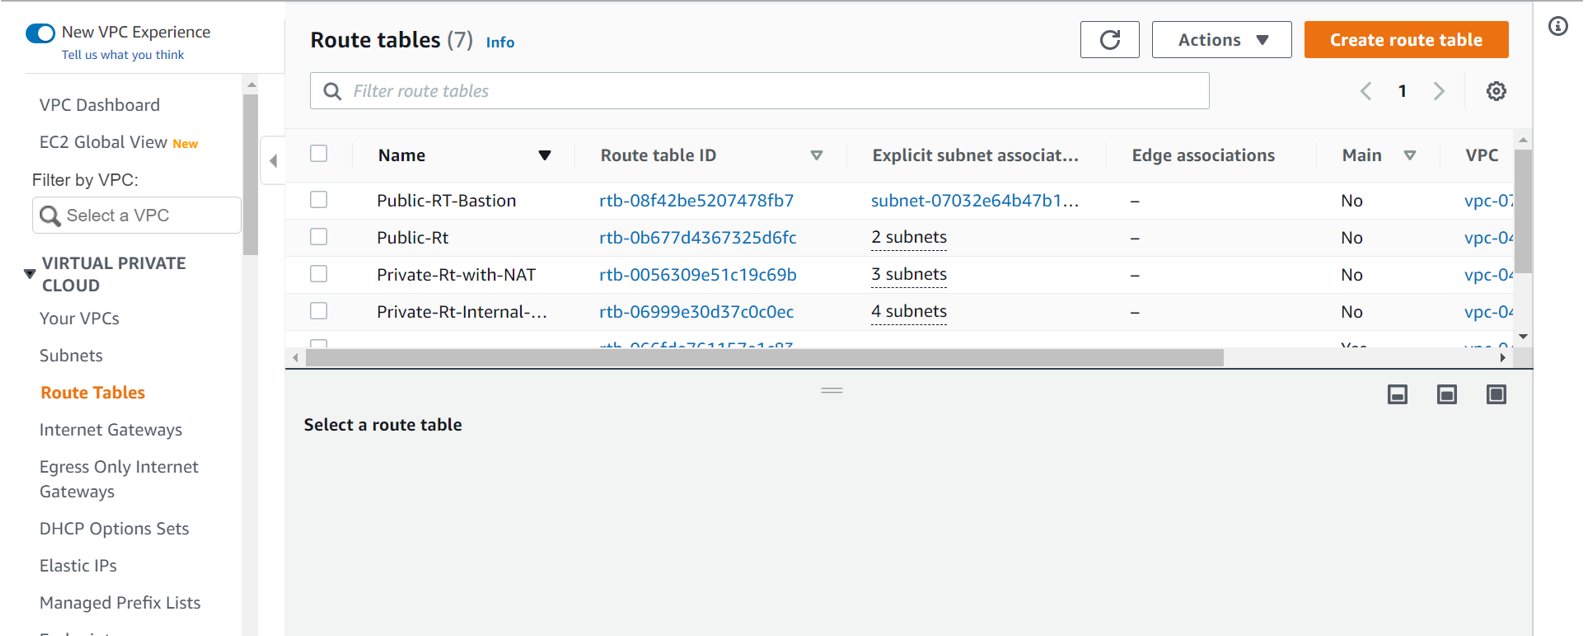 New VPC Experience
Tell us what you think
VPC Dashboard
EC2 Global View New
Filter by VPC:
Select a VPC
VIRTUAL PRIVATE
CLOUD
Your VPCs
Subnets
Route Tables
Internet Gateways
Egress Only Internet
Gateways
DHCP Options Sets
Elastic IPs
Managed Prefix Lists
Route tables (7) Info
Actions
Create route table
Filter route tables
1
Name Route table ID Explicit subnet associat... Edge associations Main VPC
Public-RT-Bastion rtb-08f42be5207478fb7 subnet-07032e64b47b1... – No vpc-07
Public-Rt rtb-0b677d4367325d6fc 2 subnets – No vpc-04
Private-Rt-with-NAT rtb-0056309e51c19c69b 3 subnets – No vpc-04
Private-Rt-Internal-... rtb-06999e30d37c0c0ec 4 subnets – No vpc-04
Select a route table